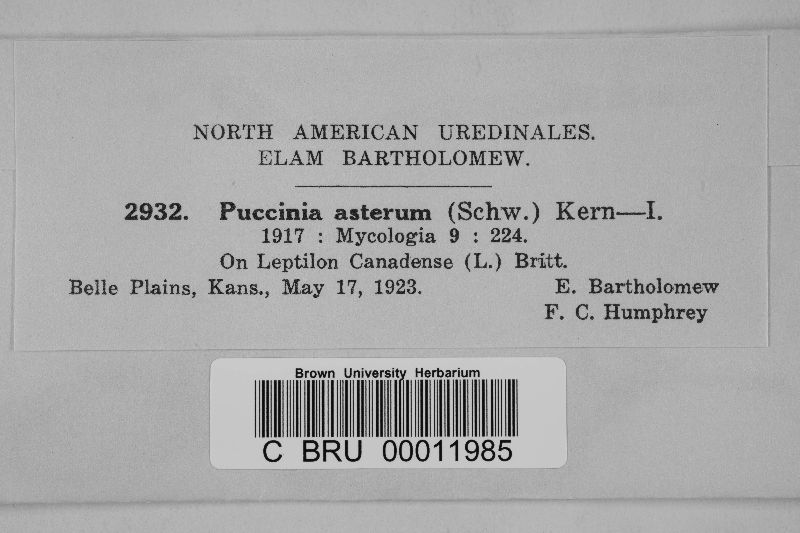 NORTH AMERICAN UREDINALES.
ELAM BARTHOLOMEW.
2932. Puccinia asterum (Schw.) Kern—I.
1917 : Mycologia 9 : 224.
On Leptilon Canadense (L.) Britt.
Belle Plains, Kans., May 17, 1923. E. Bartholomew
F. C. Humphrey
Brown University Herbarium
C BRU 00011985